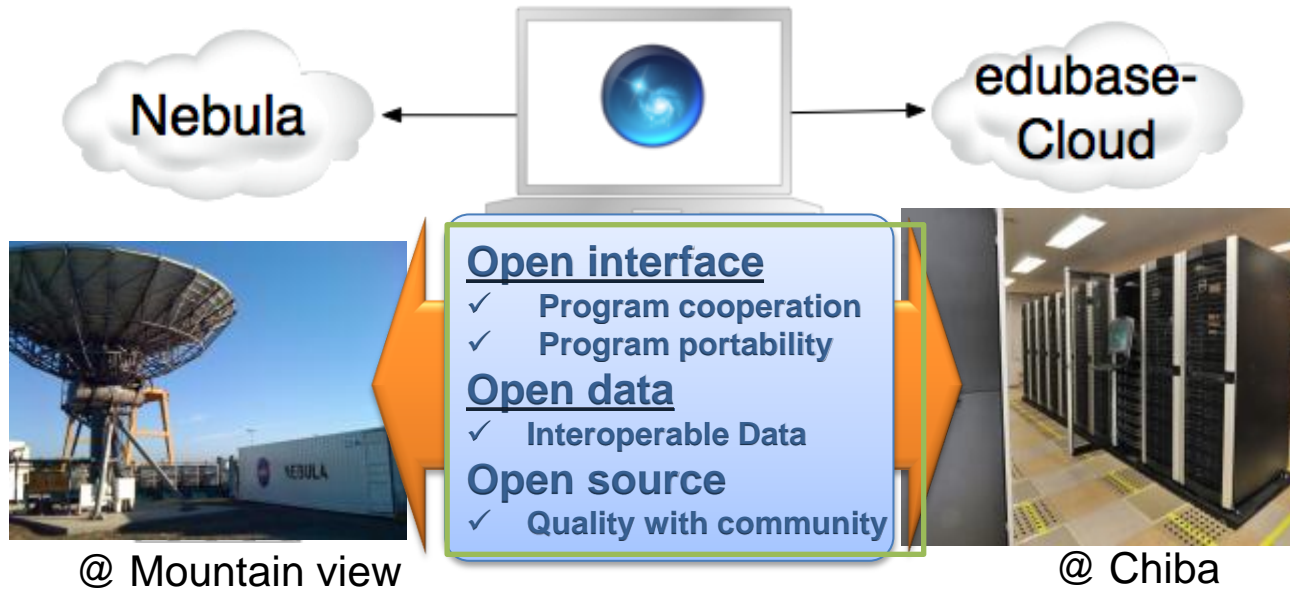 Nebula
edubase-
Cloud
Open interface
✓ Program cooperation
✓ Program portability
Open data
✓ Interoperable Data
Open source
✓ Quality with community
NEBULA
@ Mountain view
@ Chiba